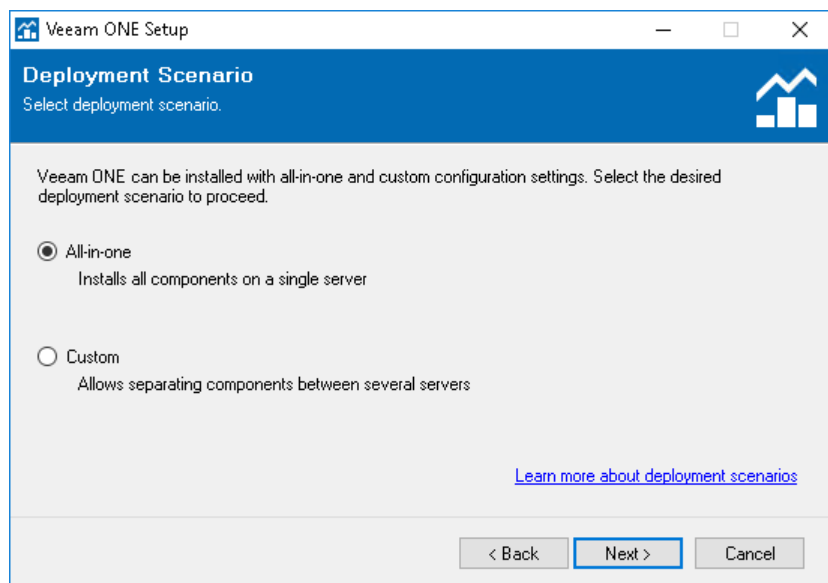 Veeam ONE Setup
Deployment Scenario
Select deployment scenario.
Veeam ONE can be installed with all-in-one and custom configuration settings. Select the desired
deployment scenario to proceed.
All-in-one
Installs all components on a single server
Custom
Allows separating components between several servers
Learn more about deployment scenarios
< Back
Next >
Cancel